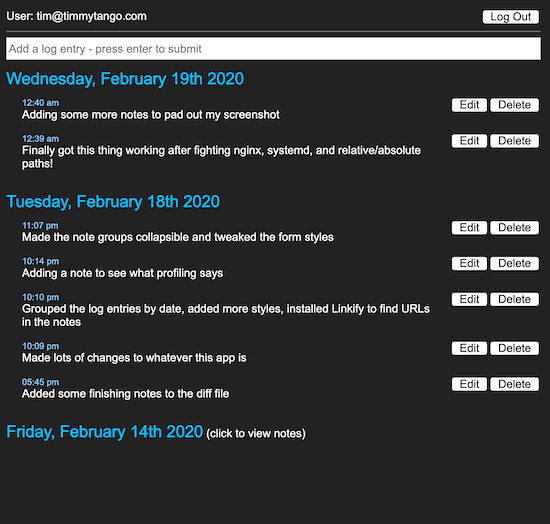 User: tim@timmytango.com
Log Out
Add a log entry - press enter to submit
Wednesday, February 19th 2020
12:40 am
Edit Delete
Adding some more notes to pad out my screenshot
12:39 am
Edit Delete
Finally got this thing working after fighting nginx, systemd, and relative/absolute
paths!
Tuesday, February 18th 2020
11:07 pm
Edit Delete
Made the note groups collapsible and tweaked the form styles
10:14 pm
Edit Delete
Adding a note to see what profiling says
10:10 pm
Edit Delete
Grouped the log entries by date, added more styles, installed Linkify to find URLs
in the notes
10:09 pm
Edit Delete
Made lots of changes to whatever this app is
05:45 pm
Edit Delete
Added some finishing notes to the diff file
Friday, February 14th 2020 (click to view notes)